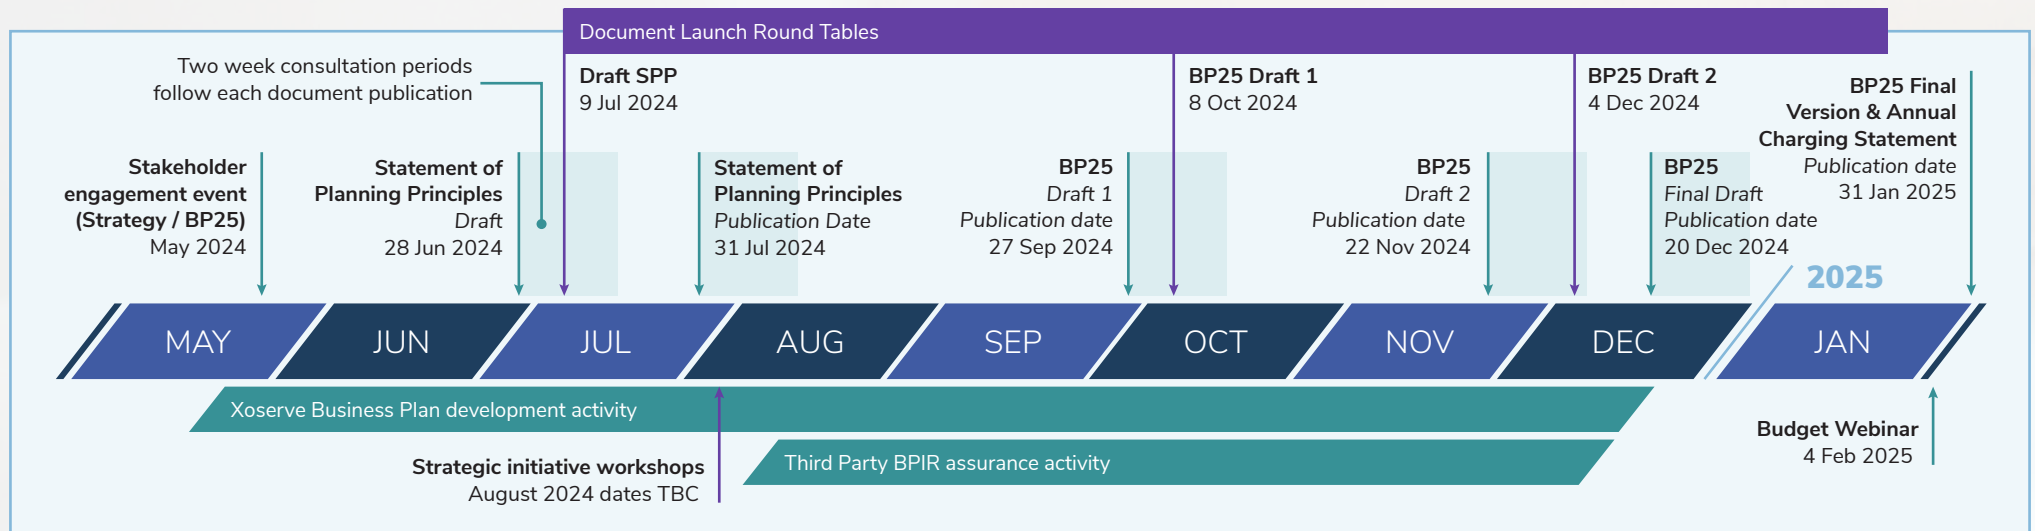 Document Launch Round Tables
Two week consultation periods
follow each document publication
Draft SPP
9 Jul 2024
BP25 Draft 1
8 Oct 2024
BP25 Draft 2
4 Dec 2024
BP25 Final
Version & Annual
Charging Statement
Publication date
31 Jan 2025
Stakeholder
engagement event
(Strategy / BP25)
May 2024
Statement of
Planning Principles
Draft
28 Jun 2024
Statement of
Planning Principles
Publication Date
31 Jul 2024
BP25
Draft 1
Publication date
27 Sep 2024
BP25
Draft 2
Publication date
22 Nov 2024
BP25
Final Draft
Publication date
20 Dec 2024
2025
MAY
JUN
JUL
AUG
SEP
OCT
NOV
DEC
JAN
Xoserve Business Plan development activity
Third Party BPIR assurance activity
Strategic initiative workshops
August 2024 dates TBC
Budget Webinar
4 Feb 2025